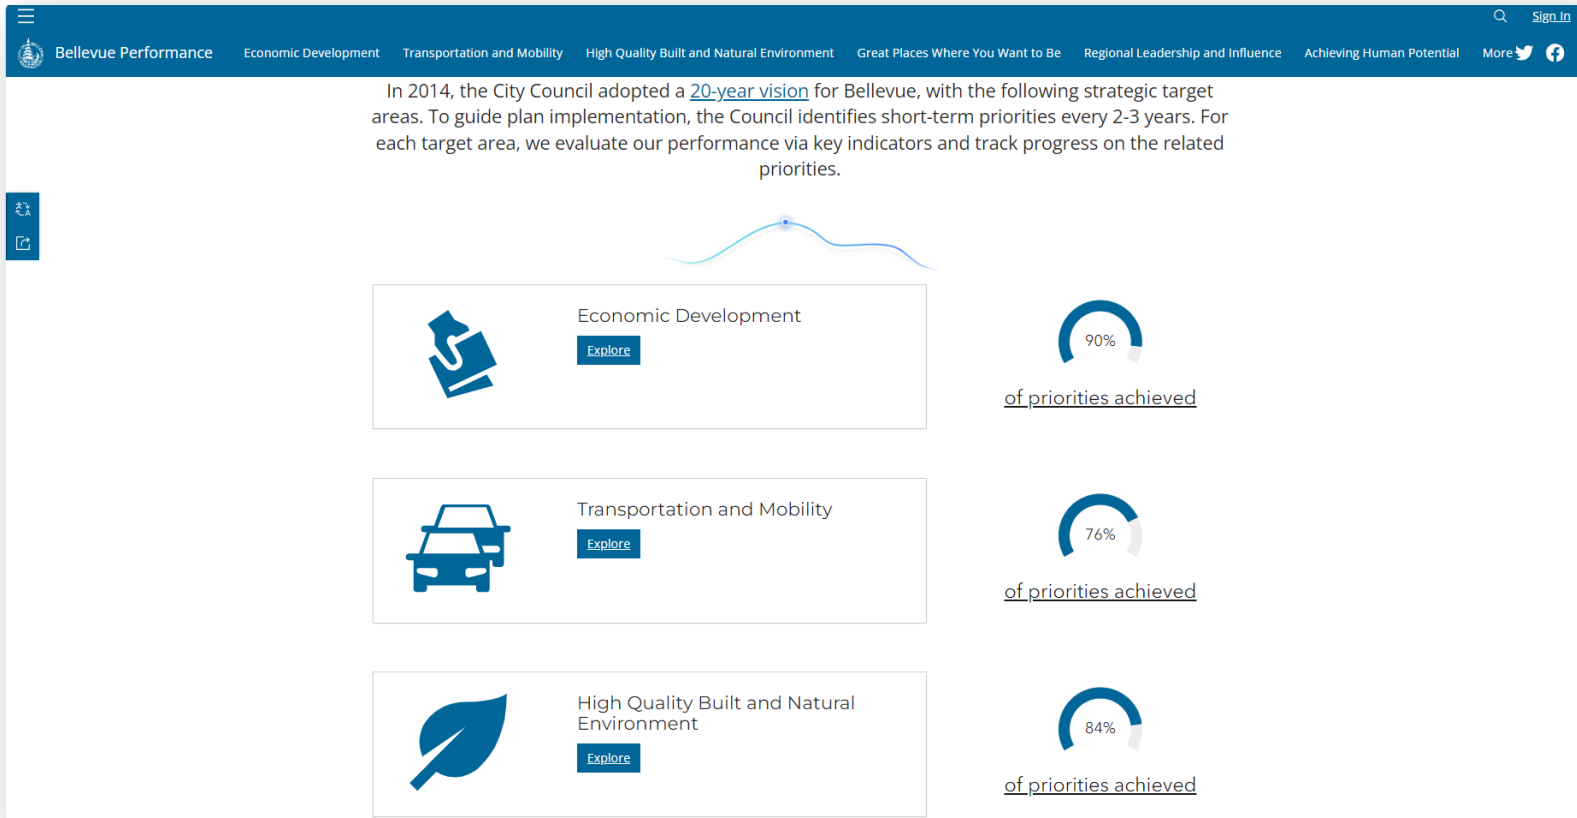 Sign In
Bellevue Performance Economic Development Transportation and Mobility High Quality Built and Natural Environment Great Places Where You Want to Be Regional Leadership and Influence Achieving Human Potential More
In 2014, the City Council adopted a 20-year vision for Bellevue, with the following strategic target
areas. To guide plan implementation, the Council identifies short-term priorities every 2-3 years. For
each target area, we evaluate our performance via key indicators and track progress on the related
priorities.
Economic Development
Explore
90%
of priorities achieved
Transportation and Mobility
Explore
76%
of priorities achieved
High Quality Built and Natural
Environment
Explore
84%
of priorities achieved